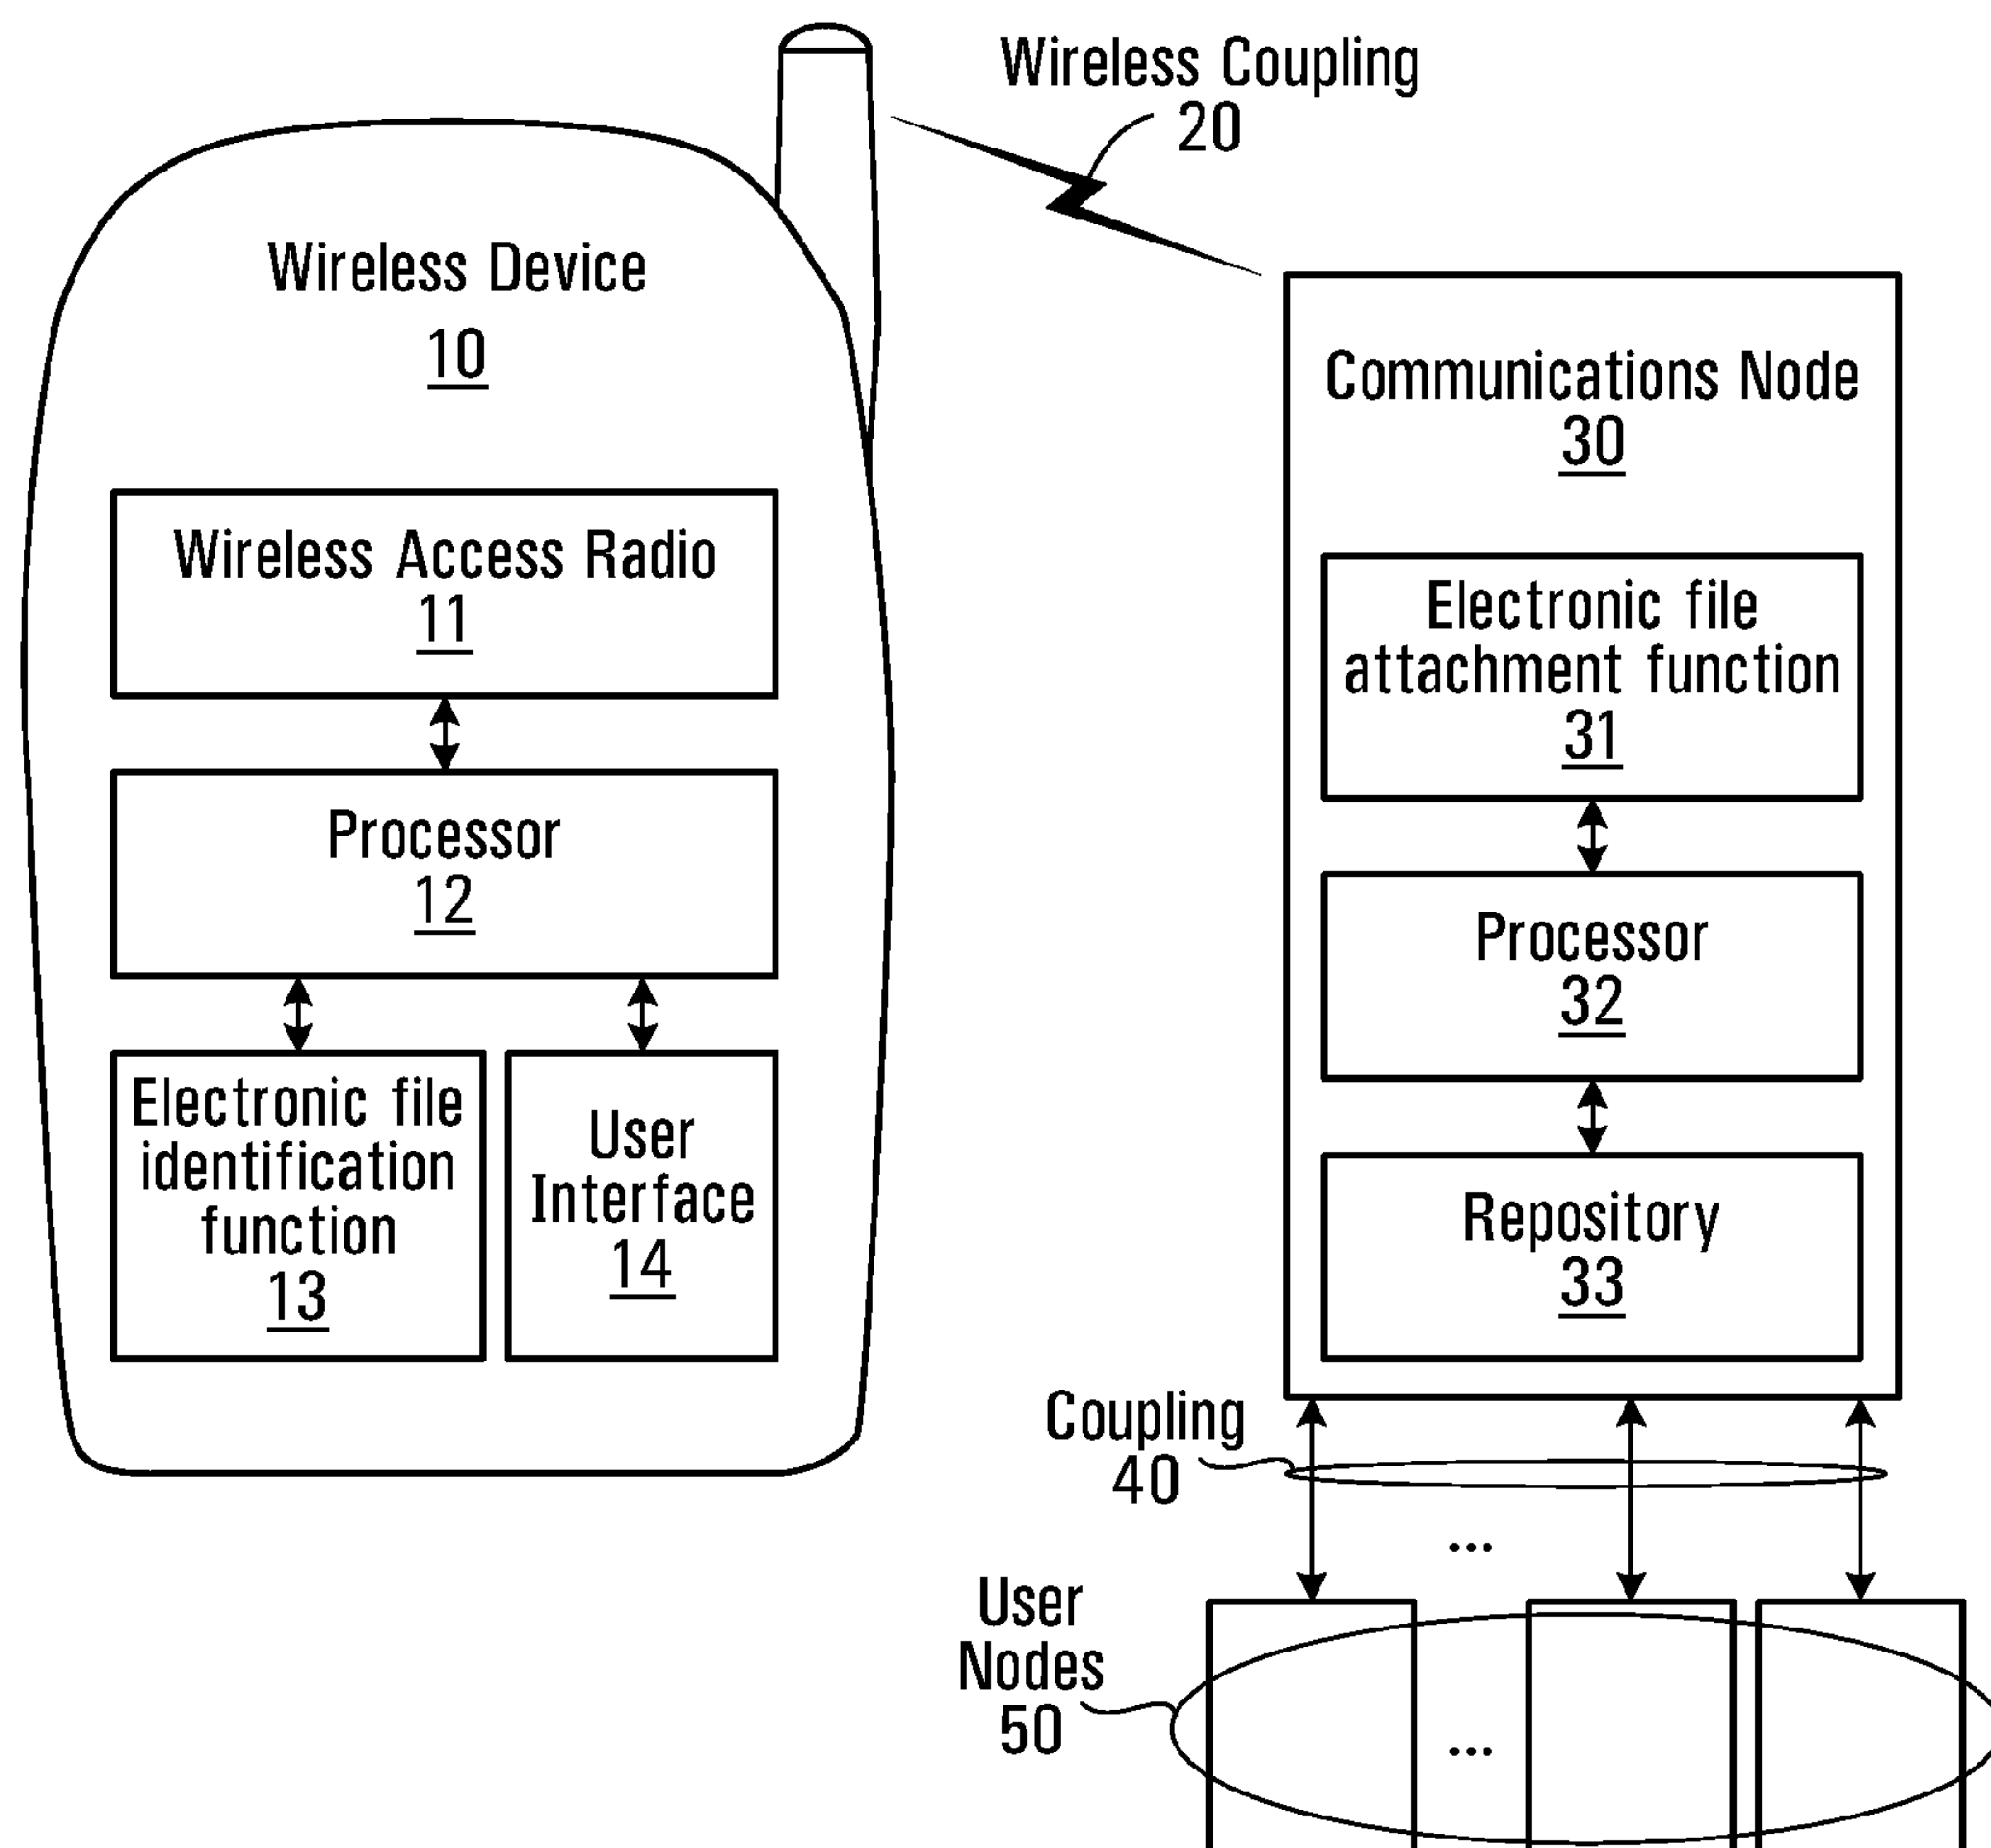 Wireless Coupling
20
Wireless Device
10
Wireless Access Radio
11
Processor
12
Electronic file
identification
function
13
User
Interface
14
Communications Node
30
Electronic file
attachment function
31
Processor
32
Repository
33
Coupling
40
...
User
Nodes
50
...